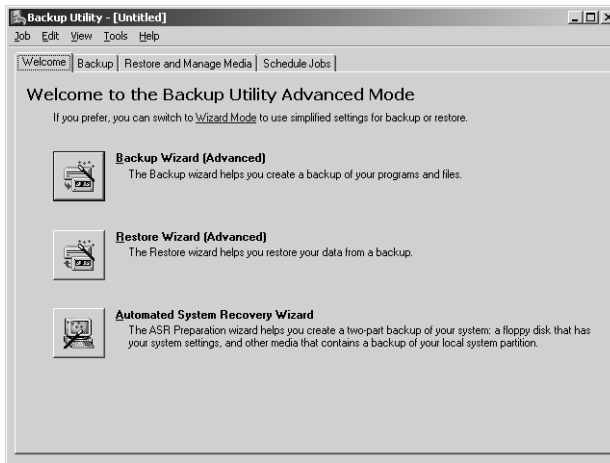 Backup Utility - [Untitled]
Job Edit View Tools Help
Welcome Backup Restore and Manage Media Schedule Jobs
Welcome to the Backup Utility Advanced Mode
If you prefer, you can switch to Wizard Mode to use simplified settings for backup or restore.
Backup Wizard (Advanced)
The Backup wizard helps you create a backup of your programs and files.
Restore Wizard (Advanced)
The Restore wizard helps you restore your data from a backup.
Automated System Recovery Wizard
The ASR Preparation wizard helps you create a two-part backup of your system: a floppy disk that has
your system settings, and other media that contains a backup of your local system partition.